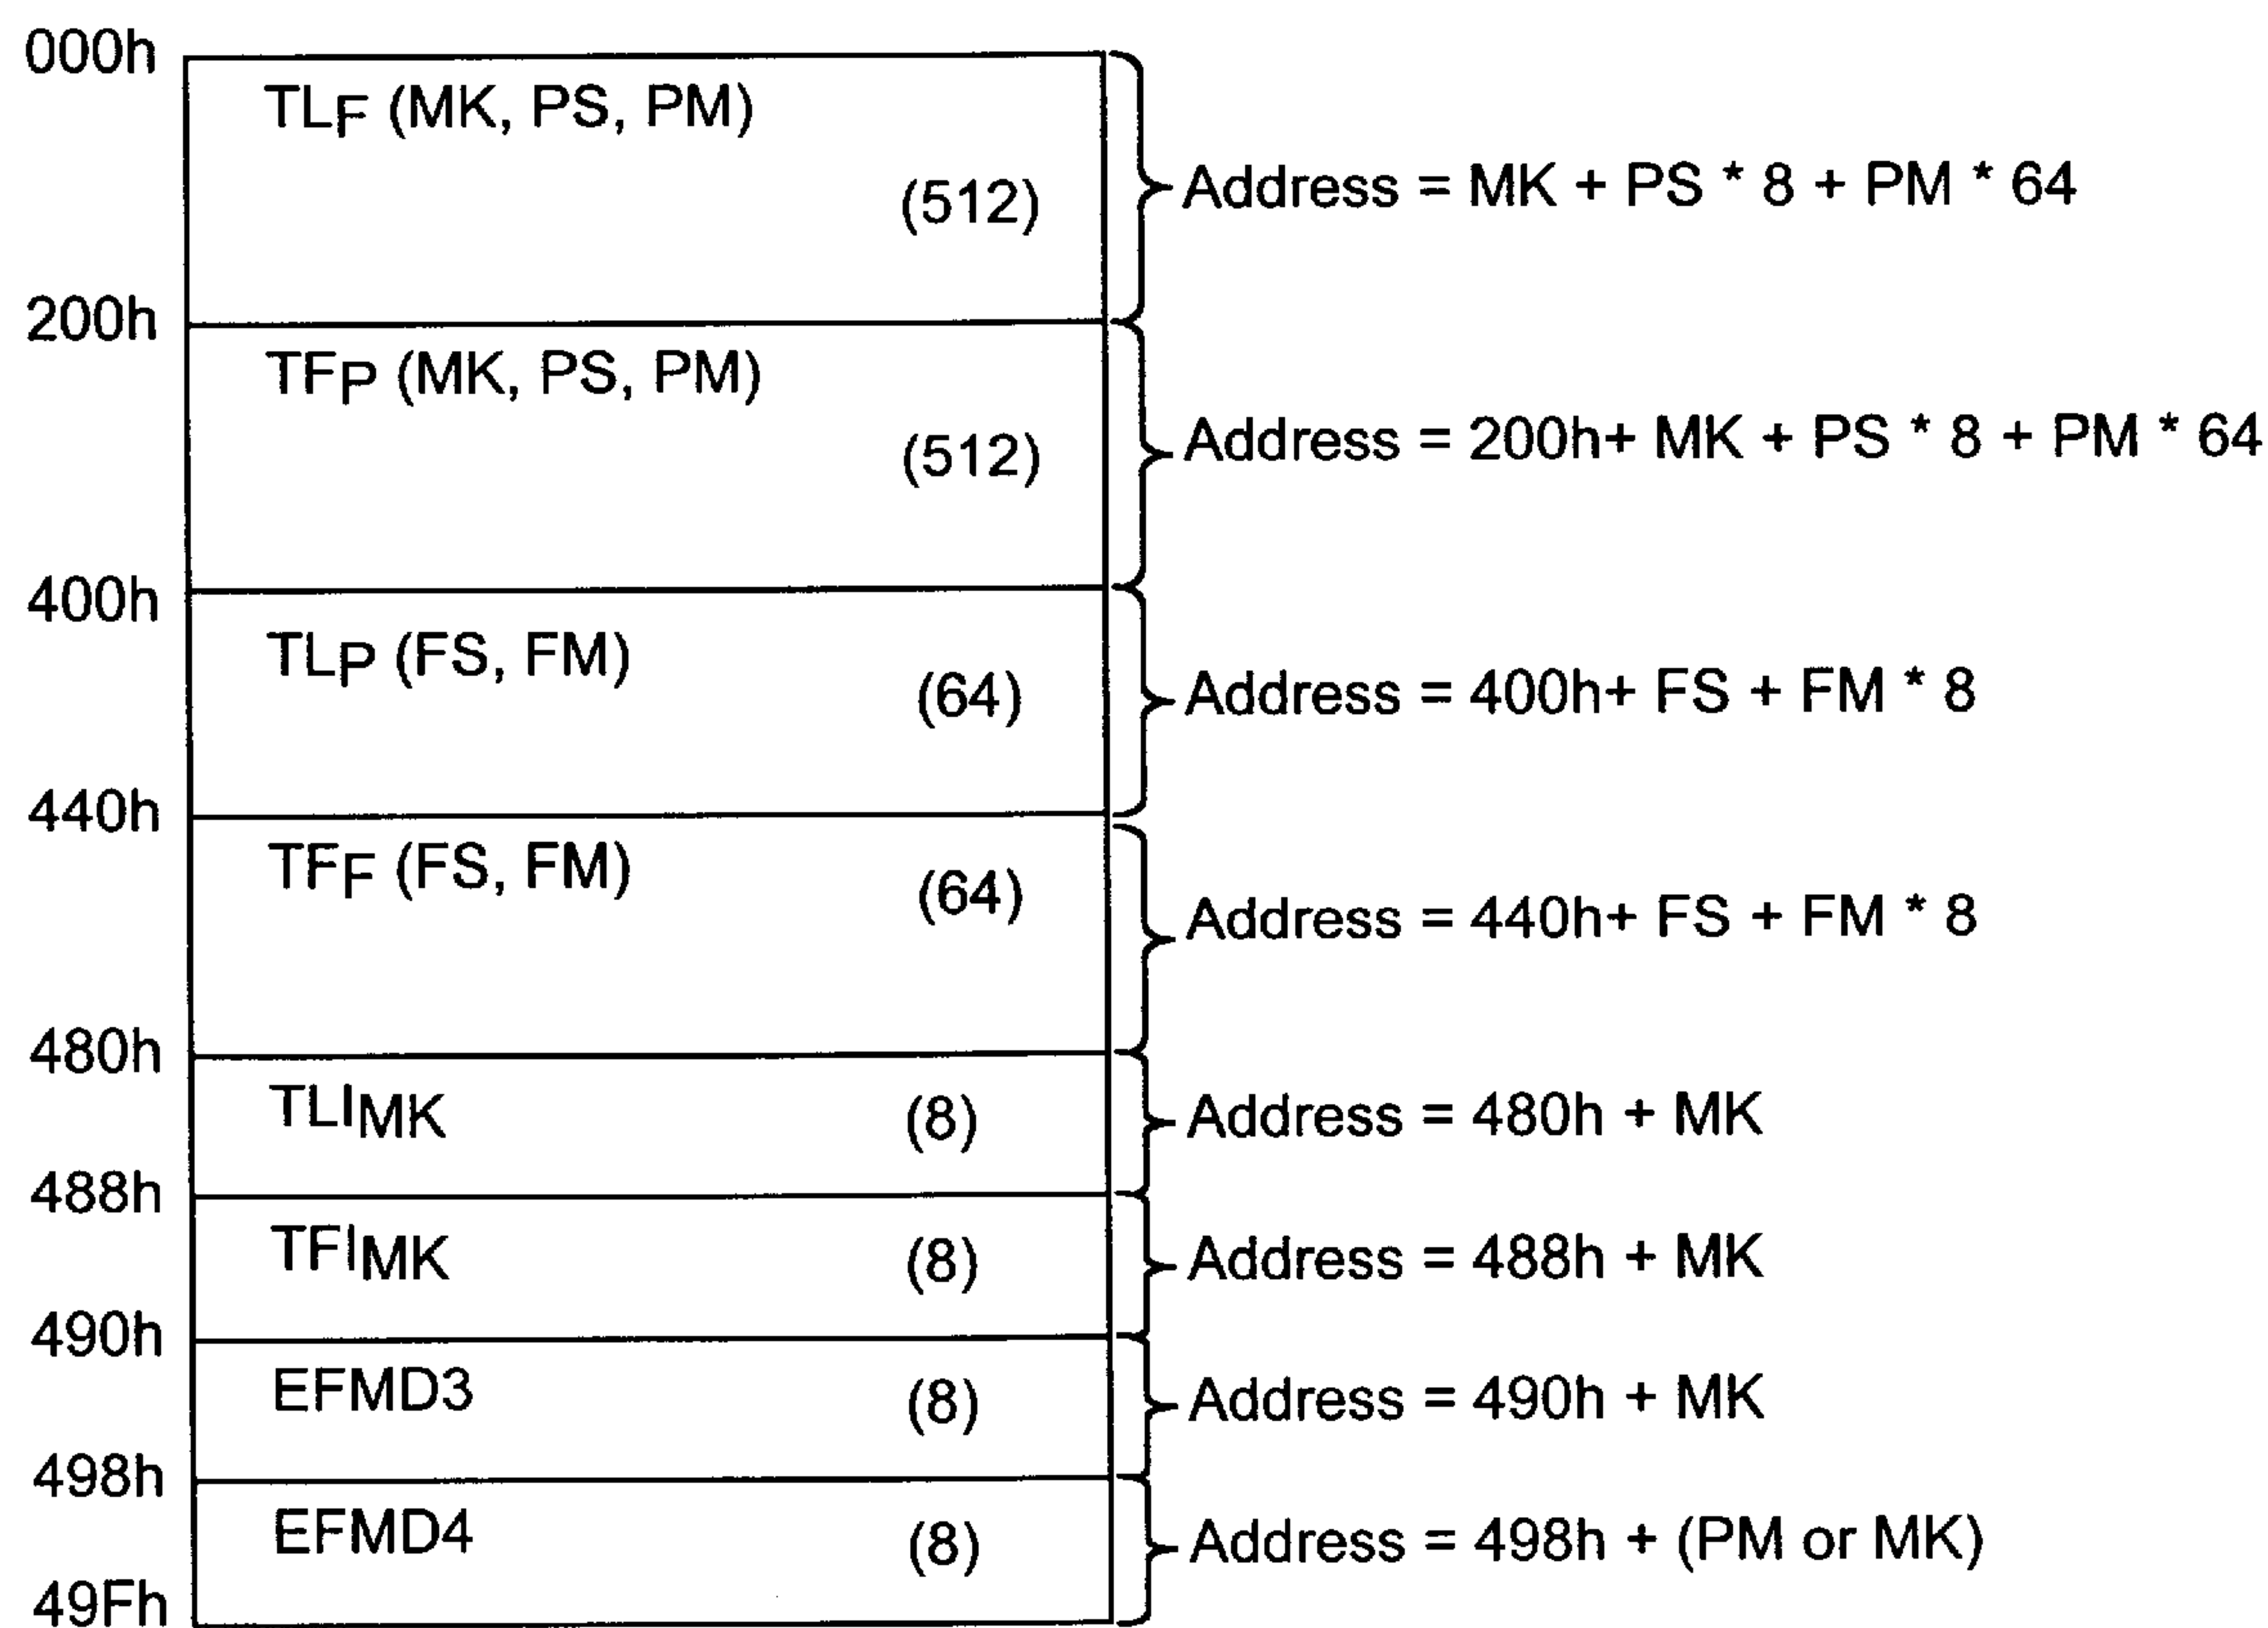 000h
TLF (MK, PS, PM)
(512)
Address = MK + PS * 8 + PM * 64
200h
TFP (MK, PS, PM)
(512)
Address = 200h+ MK + PS * 8 + PM * 64
400h
TLP (FS, FM)
(64)
Address = 400h+ FS + FM * 8
440h
TFF (FS, FM)
(64)
Address = 440h+ FS + FM * 8
480h
TLIMK
(8)
Address = 480h + MK
488h
TFIMK
(8)
Address = 488h + MK
490h
EFMD3
(8)
Address = 490h + MK
498h
EFMD4
(8)
Address = 498h + (PM or MK)
49Fh